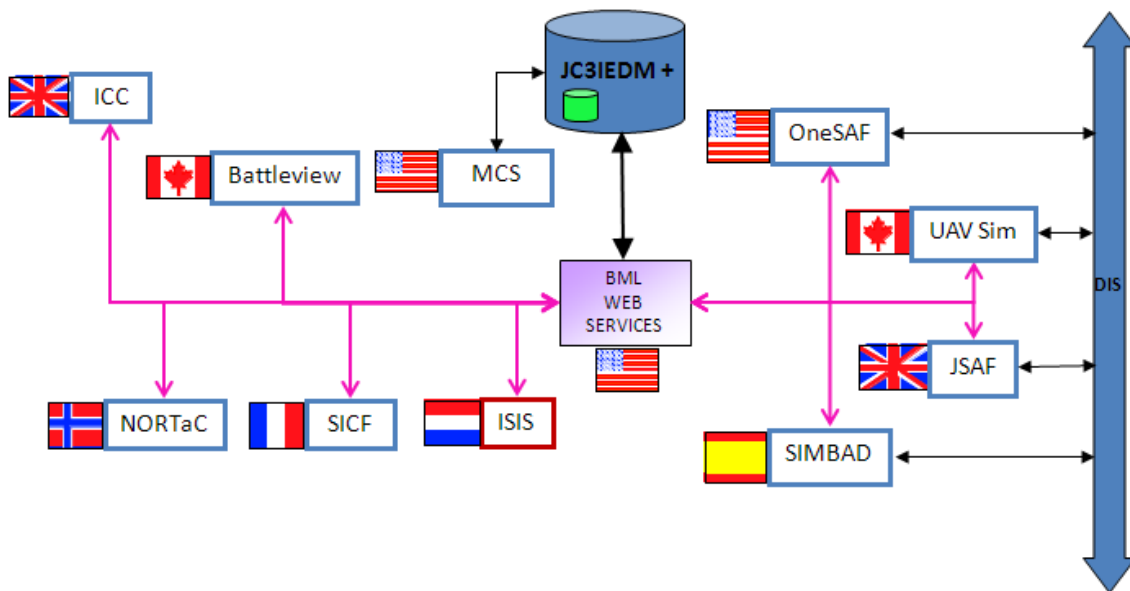 JC3IEDM +
ICC
OneSAF
Battleview
MCS
UAV Sim
BML
WEB
SERVICES
DIS
JSAF
NORTaC
SICF
ISIS
SIMBAD